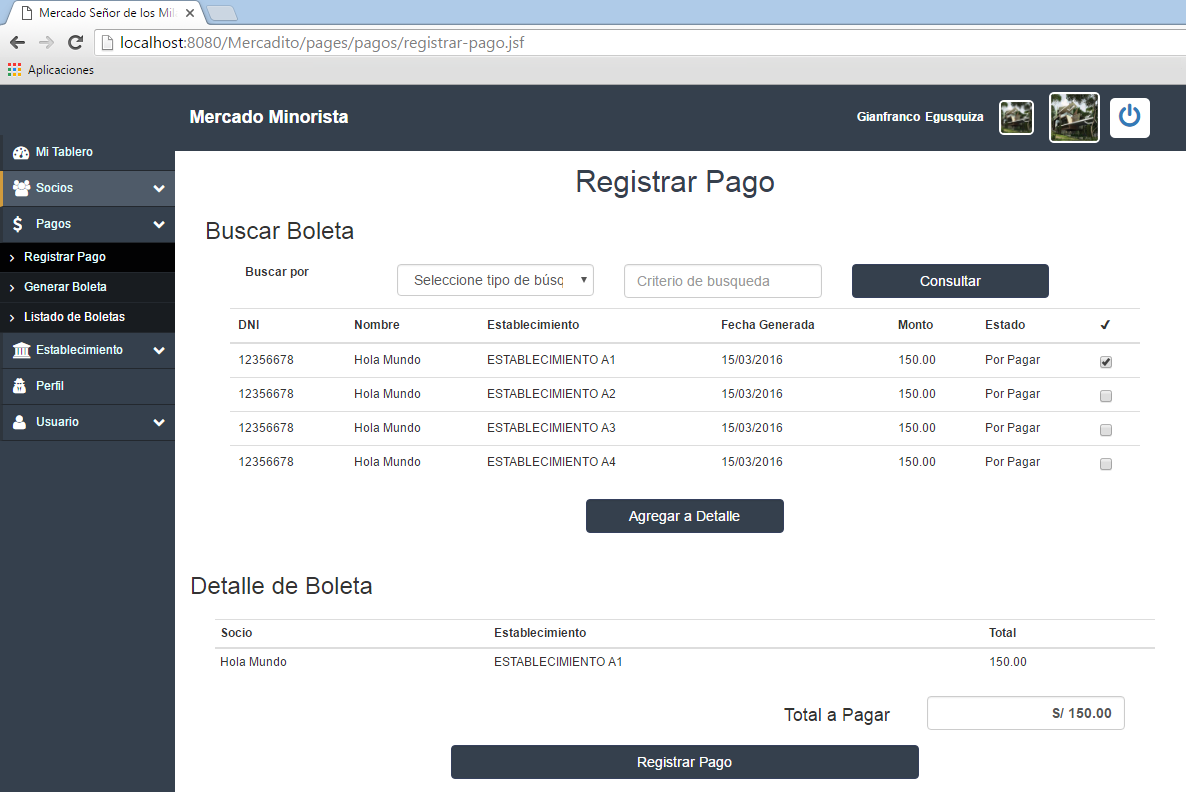 Mercado Señor de los Mil
localhost:8080/Mercadito/pages/pagos/registrar-pago.jsf
Aplicaciones
Mercado Minorista
Gianfranco Egusquiza
Mi Tablero
Socios
Pagos
Registrar Pago
Generar Boleta
Listado de Boletas
Establecimiento
Perfil
Usuario
Registrar Pago
Buscar Boleta
Buscar por
Seleccione tipo de búsq
Criterio de busqueda
Consultar
DNI Nombre Establecimiento Fecha Generada Monto Estado ✓
12356678 Hola Mundo ESTABLECIMIENTO A1 15/03/2016 150.00 Por Pagar
12356678 Hola Mundo ESTABLECIMIENTO A2 15/03/2016 150.00 Por Pagar
12356678 Hola Mundo ESTABLECIMIENTO A3 15/03/2016 150.00 Por Pagar
12356678 Hola Mundo ESTABLECIMIENTO A4 15/03/2016 150.00 Por Pagar
Agregar a Detalle
Detalle de Boleta
Socio Establecimiento Total
Hola Mundo ESTABLECIMIENTO A1 150.00
Total a Pagar S/ 150.00
Registrar Pago